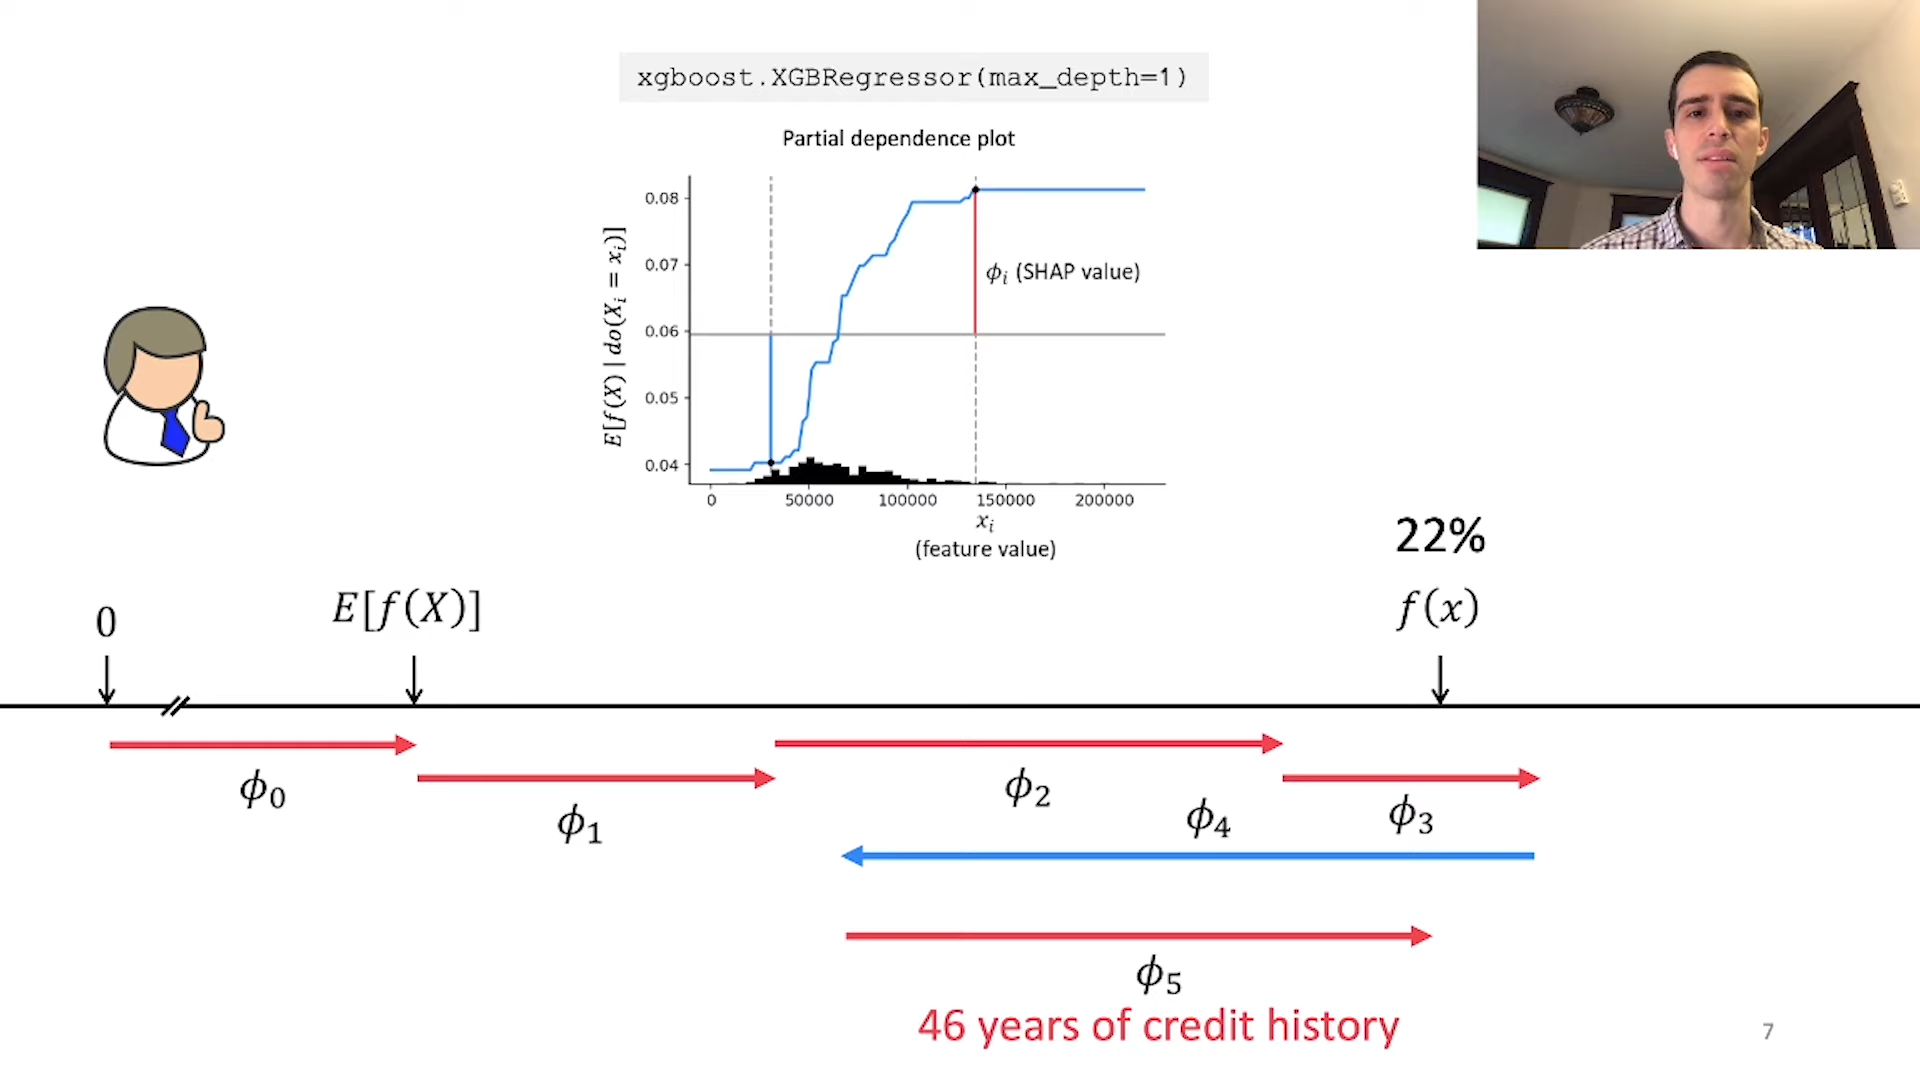 xgboost.XGBRegressor(max_depth=1)
Partial dependence plot
E[f(X) | do(X_i = x_i)]
0.08
0.07
0.06
0.05
0.04
ϕ_i (SHAP value)
0 50000 100000 150000 200000
x_i
(feature value)
22%
0 E[f(X)] f(x)
ϕ_0
ϕ_1
ϕ_2
ϕ_4
ϕ_3
ϕ_5
46 years of credit history
7